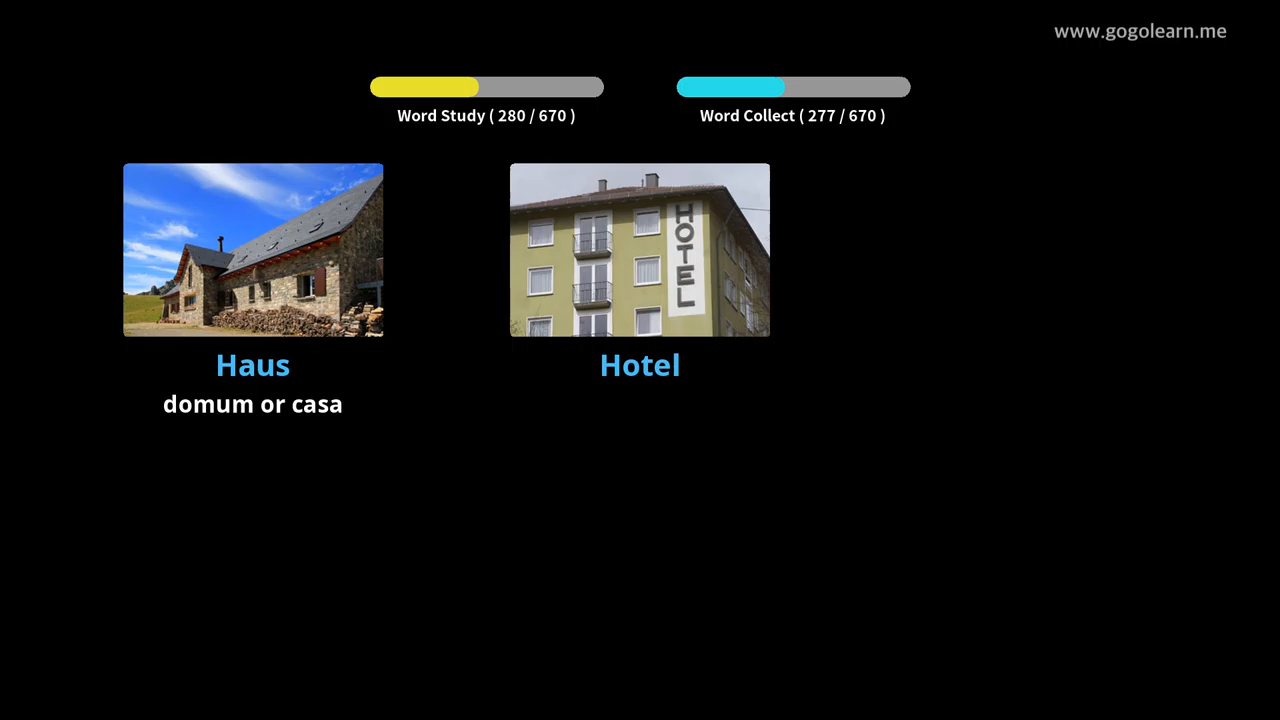 www.gogolearn.me
Word Study ( 280 / 670 )
Word Collect ( 277 / 670 )
HOTEL
Haus
Hotel
domum or casa